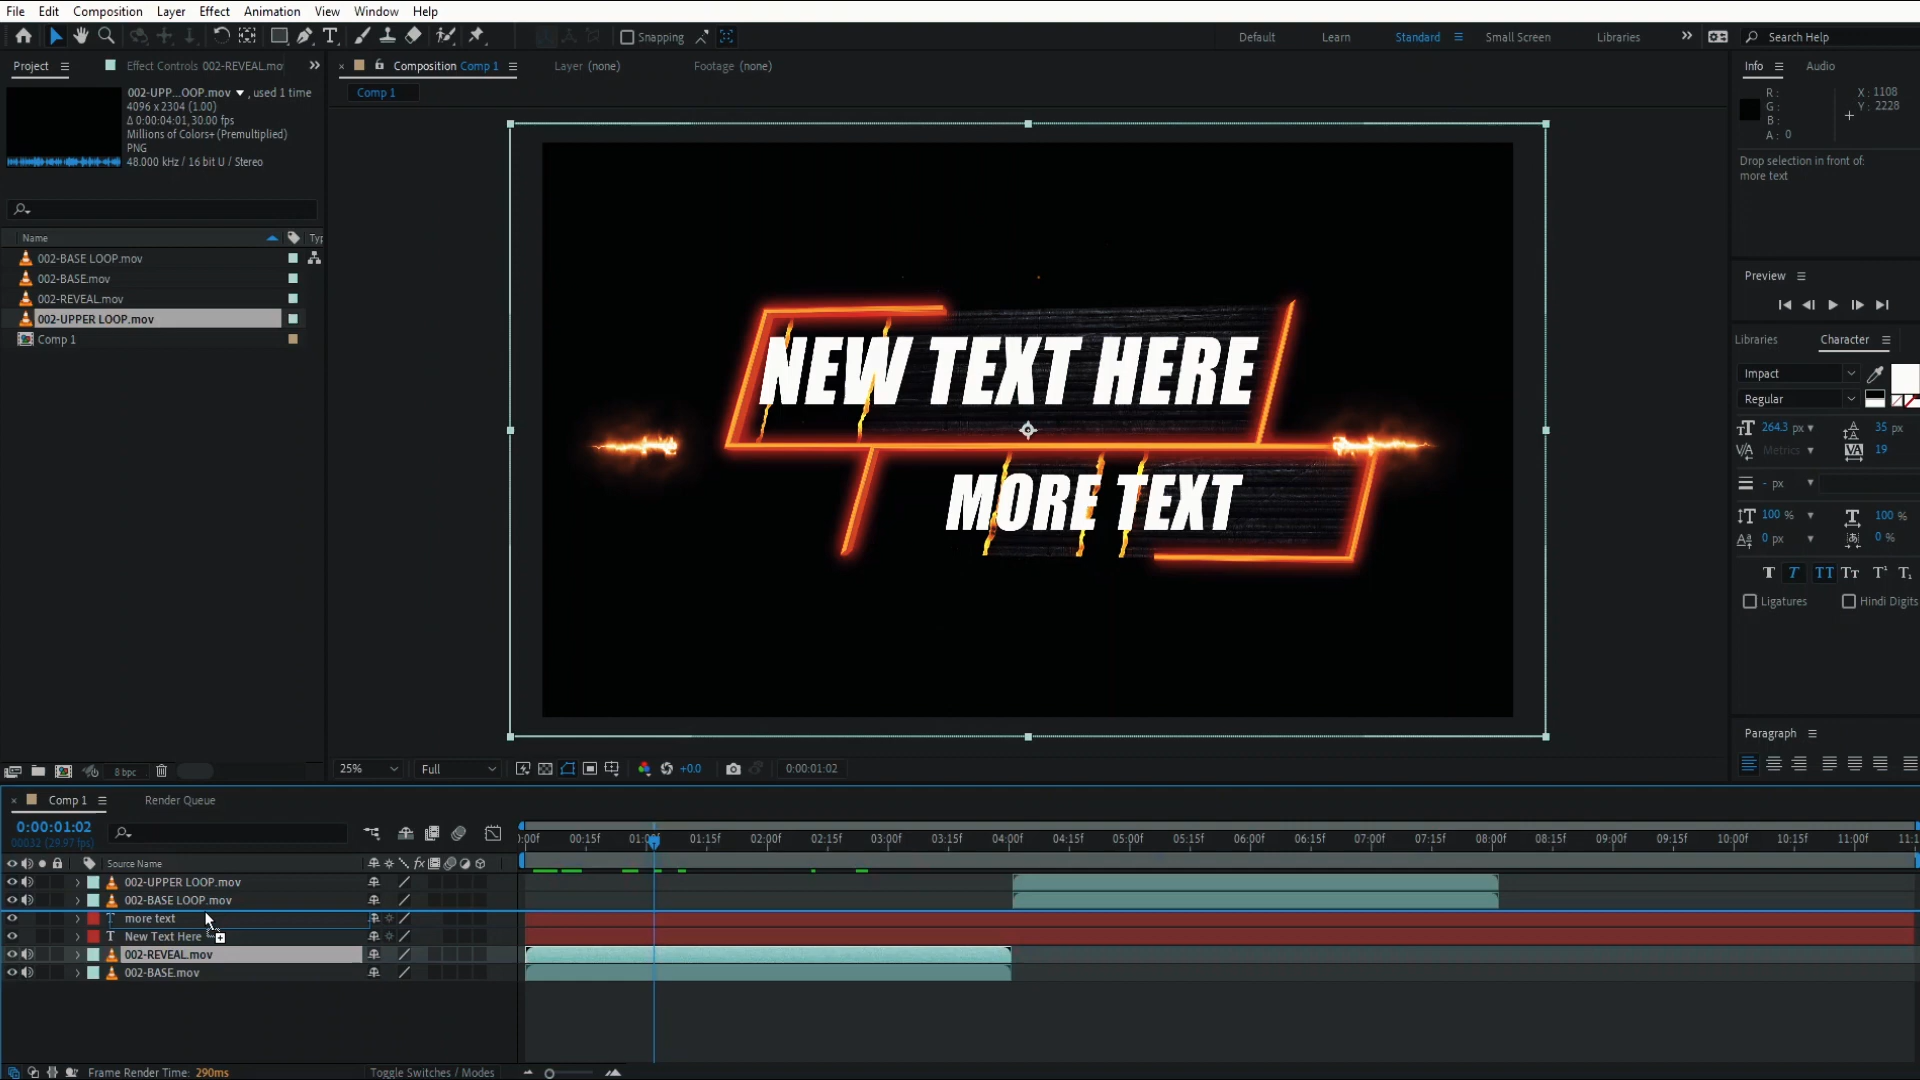 File Edit Composition Layer Effect Animation View Window Help
Snapping
Default Learn Standard Small Screen Libraries Search Help
Project Effect Controls 002-REVEAL.mo
Composition Comp 1 Layer (none) Footage (none)
Comp 1
Info Audio
002-UPP...OOP.mov , used 1 time
4096 x 2304 (1.00)
Δ 0:00:04:01, 30.00 fps
Millions of Colors+ (Premultiplied)
PNG
48.000 kHz / 16 bit U / Stereo
R :
G :
B :
A : 0
X : 1108
Y : 2228
Drop selection in front of:
more text
Name Typ
002-BASE LOOP.mov
002-BASE.mov
002-REVEAL.mov
002-UPPER LOOP.mov
Comp 1
NEW TEXT HERE
MORE TEXT
Preview
Libraries Character
Impact
Regular
264.3 px 35 px
Metrics 19
- px
100 % 100 %
0 px 0 %
T T TT Tт T¹ T₁
Ligatures Hindi Digits
Paragraph
8 bpc
25% Full +0.0 0:00:01:02
Comp 1 Render Queue
0:00:01:02
00032 (29.97 fps)
:00f 00:15f 01:00f 01:15f 02:00f 02:15f 03:00f 03:15f 04:00f 04:15f 05:00f 05:15f 06:00f 06:15f 07:00f 07:15f 08:00f 08:15f 09:00f 09:15f 10:00f 10:15f 11:00f 11:1
Source Name fx
002-UPPER LOOP.mov
002-BASE LOOP.mov
T more text
T New Text Here
002-REVEAL.mov
002-BASE.mov
Frame Render Time: 290ms Toggle Switches / Modes